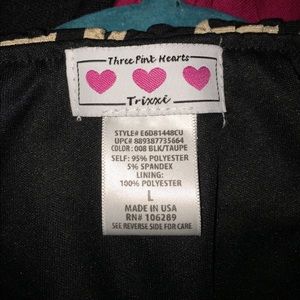 Three Pink Hearts
Trixxi
STYLE# E6D81448CU
UPC# 889387735664
COLOR: 008 BLK/TAUPE
SELF: 95% POLYESTER
5% SPANDEX
LINING:
100% POLYESTER
L
MADE IN USA
RN# 106289
SEE REVERSE SIDE FOR CARE